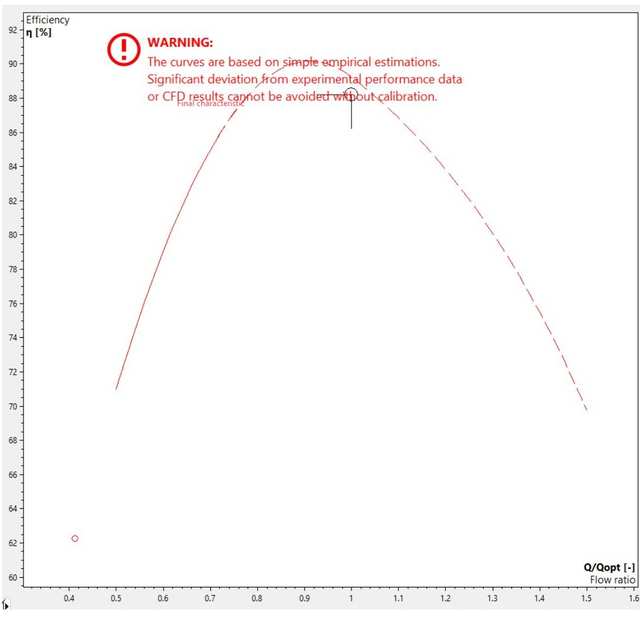 Efficiency
η [%]
WARNING:
The curves are based on simple empirical estimations.
Significant deviation from experimental performance data
or CFD results cannot be avoided without calibration.
Final characteristic
92
90
88
86
84
82
80
78
76
74
72
70
68
66
64
62
60
Q/Qopt [-]
Flow ratio
0.4 0.5 0.6 0.7 0.8 0.9 1 1.1 1.2 1.3 1.4 1.5 1.6